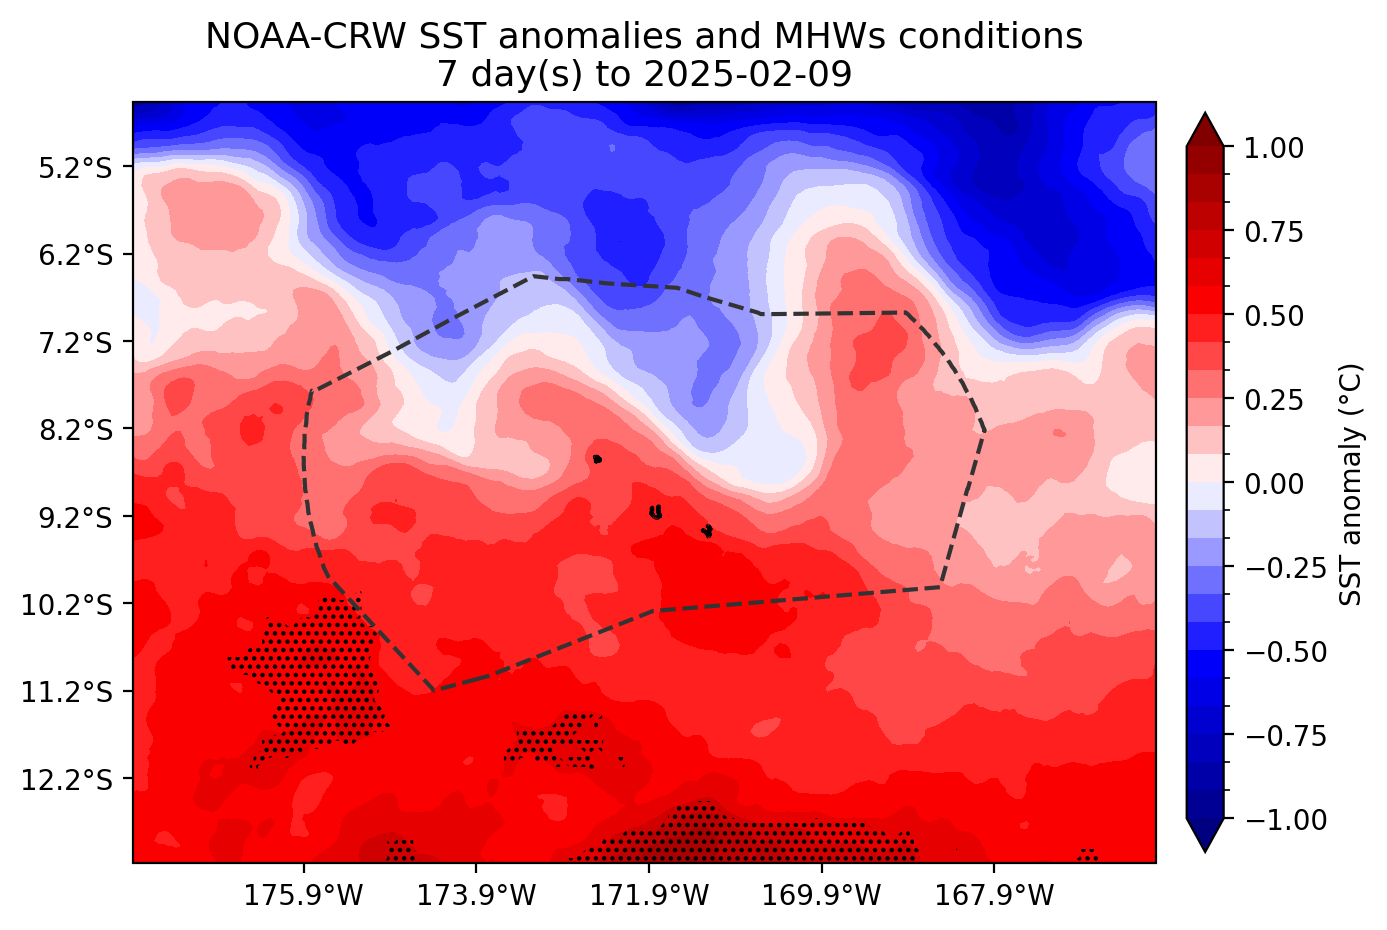 NOAA-CRW SST anomalies and MHWs conditions
7 day(s) to 2025-02-09
5.2°S
6.2°S
7.2°S
8.2°S
9.2°S
10.2°S
11.2°S
12.2°S
175.9°W
173.9°W
171.9°W
169.9°W
167.9°W
1.00
0.75
0.50
0.25
0.00
−0.25
−0.50
−0.75
−1.00
SST anomaly (°C)